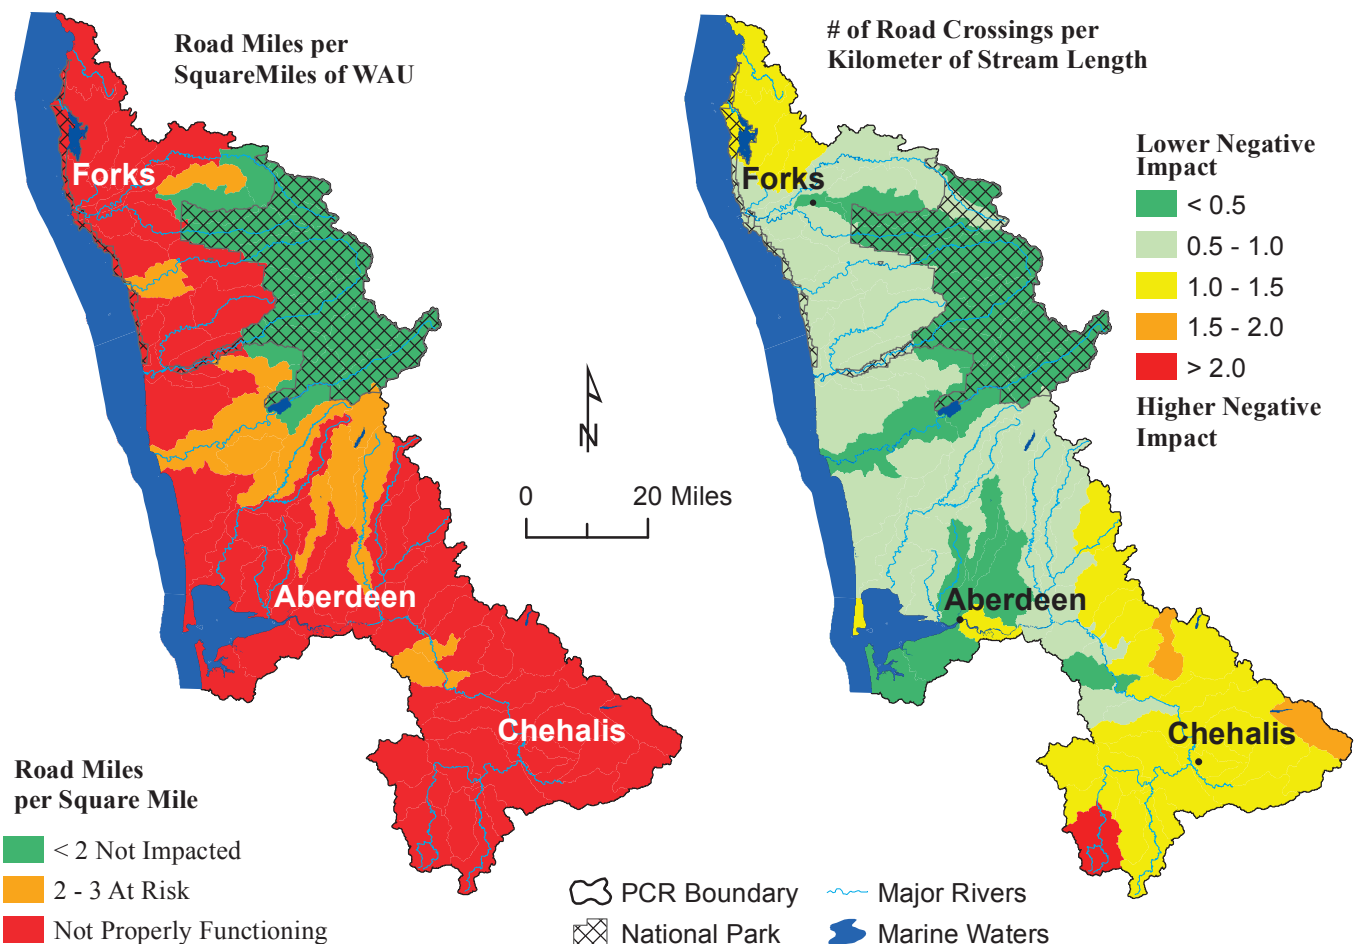 Road Miles per
SquareMiles of WAU
Forks
Aberdeen
Chehalis
Road Miles
per Square Mile
< 2 Not Impacted
2 - 3 At Risk
Not Properly Functioning
N
0 20 Miles
PCR Boundary
National Park
Major Rivers
Marine Waters
# of Road Crossings per
Kilometer of Stream Length
Forks
Aberdeen
Chehalis
Lower Negative
Impact
< 0.5
0.5 - 1.0
1.0 - 1.5
1.5 - 2.0
> 2.0
Higher Negative
Impact